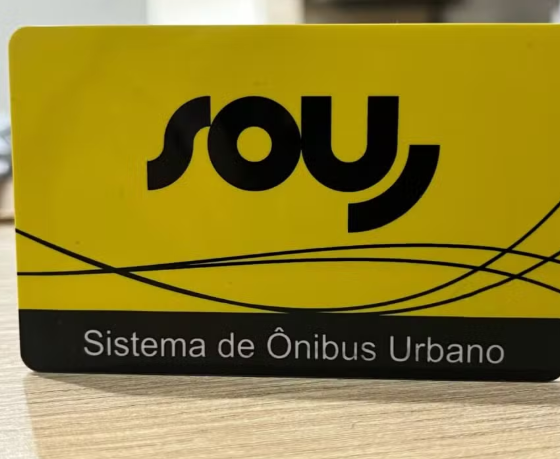 sou
Sistema de Ônibus Urbano